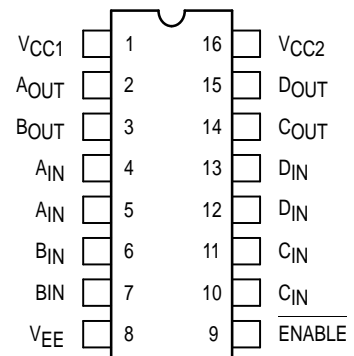 VCC1 1 16 VCC2
AOUT 2 15 DOUT
BOUT 3 14 COUT
AIN 4 13 DIN
AIN 5 12 DIN
BIN 6 11 CIN
BIN 7 10 CIN
VEE 8 9 ENABLE